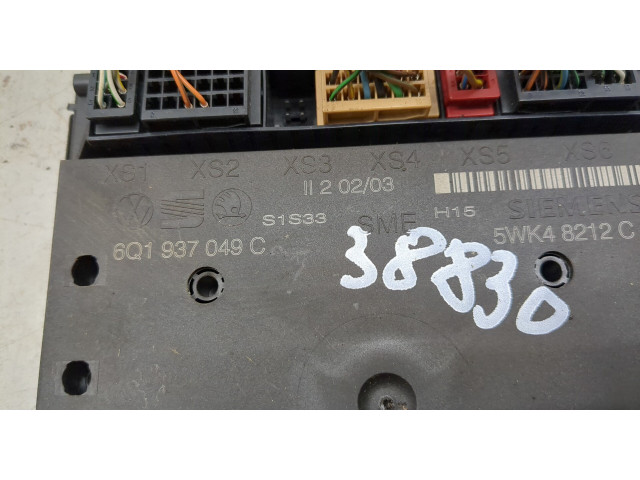 XS1 XS2 XS3 XS4 XS5 XS6
II 2 02/03
S1S33 SME H15 SIEMENS
6Q1 937 049 C
5WK4 8212 C
38830